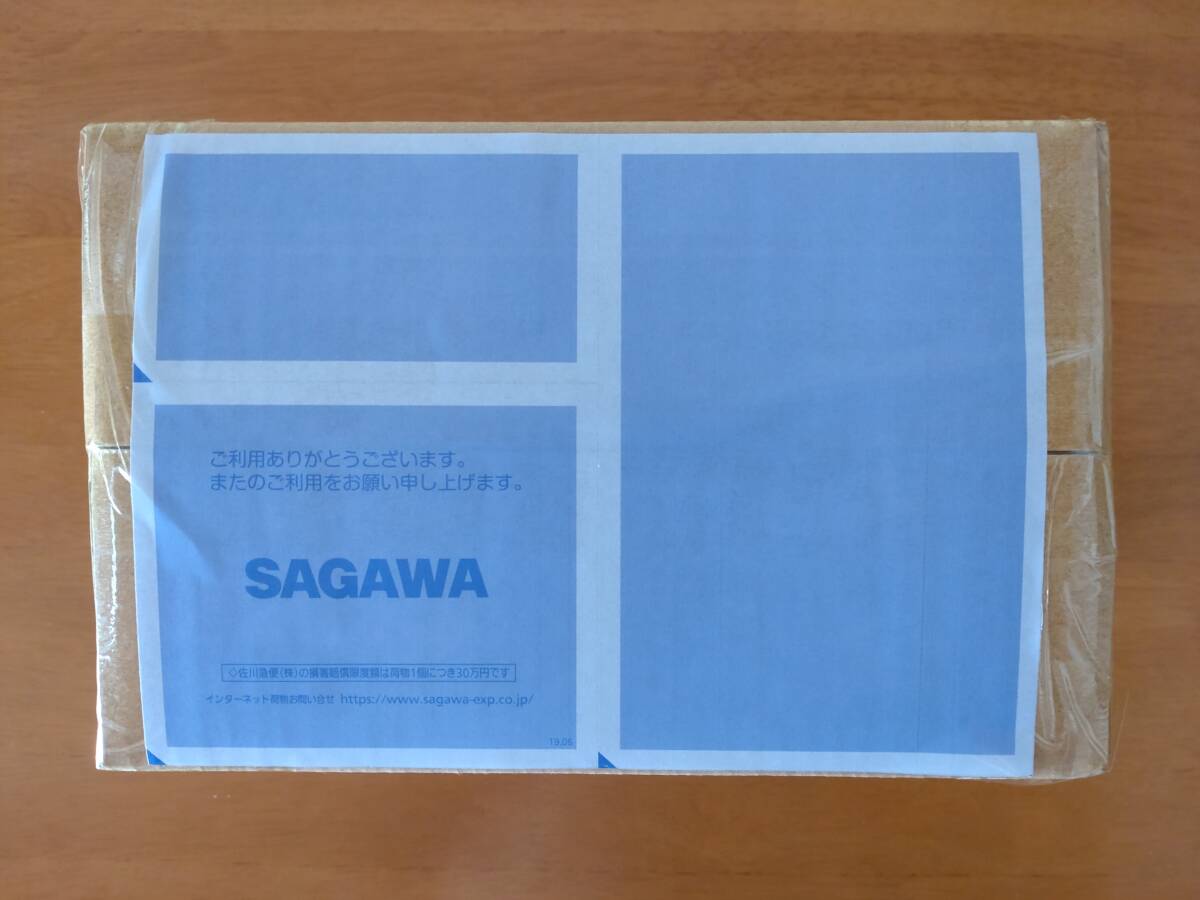 ご利用ありがとうございます。
またのご利用をお願い申し上げます。
SAGAWA
◇佐川急便(株)の損害賠償限度額は荷物1個につき30万円です
インターネット荷物お問い合せ https://www.sagawa-exp.co.jp/
19.06